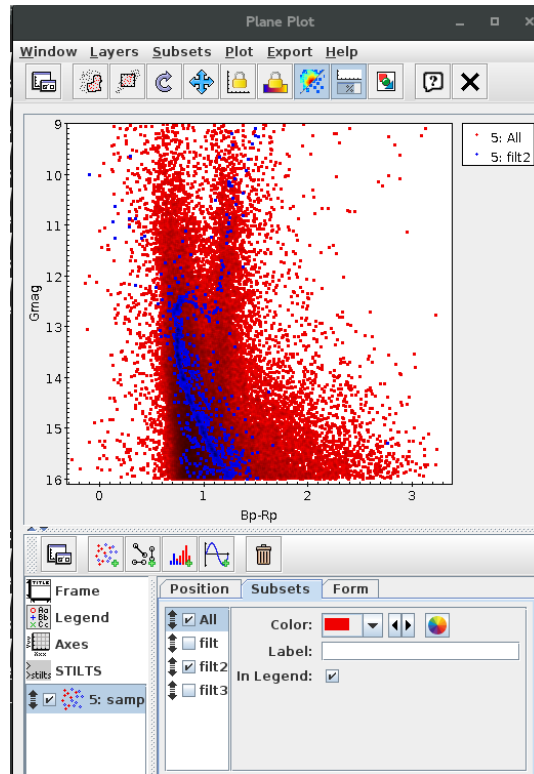 Plane Plot
Window Layers Subsets Plot Export Help
5: All
5: filt2
9
10
11
12
13
14
15
16
Gmag
0 1 2 3
Bp-Rp
Frame
Legend
Axes
STILTS
5: samp
Position Subsets Form
All
filt
filt2
filt3
Color:
Label:
In Legend: